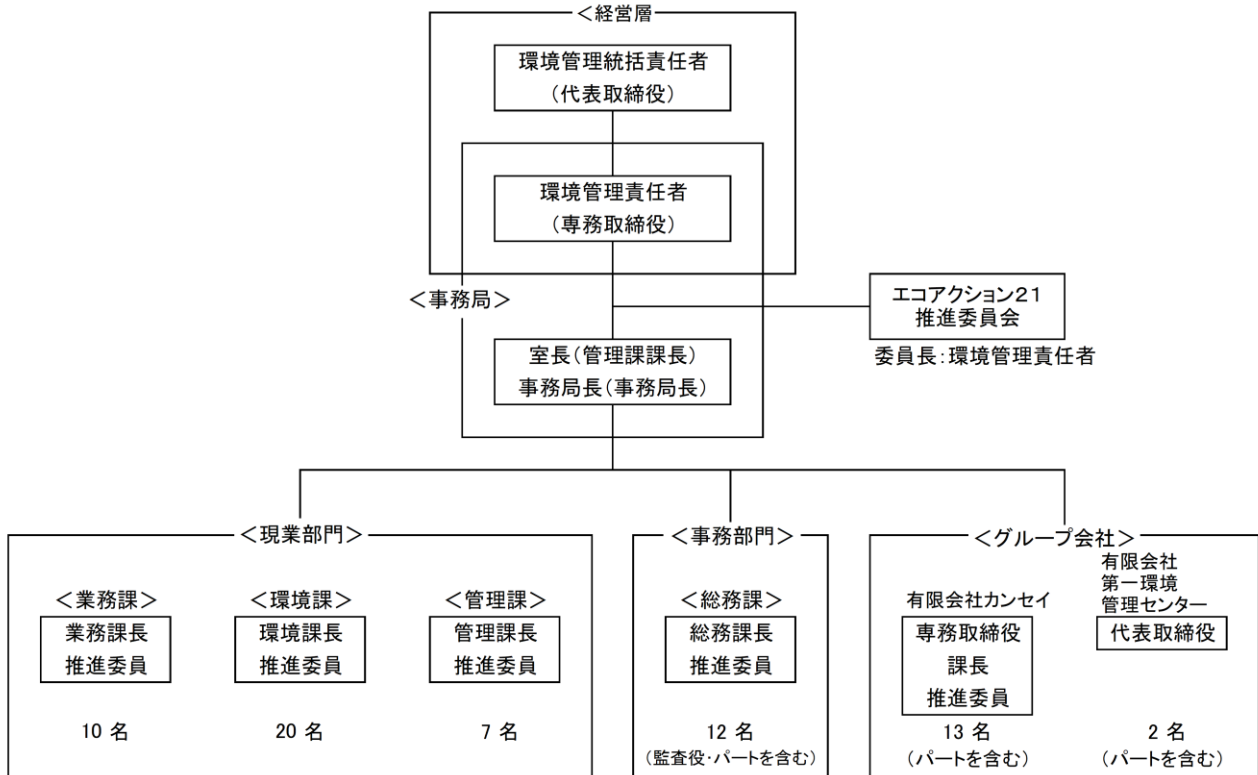 ＜経営層
環境管理統括責任者
（代表取締役）
環境管理責任者
（専務取締役）
＜事務局＞
エコアクション２１
推進委員会
委員長：環境管理責任者
室長（管理課課長）
事務局長（事務局長）
＜現業部門＞
＜業務課＞
業務課長
推進委員
10 名
＜環境課＞
環境課長
推進委員
20 名
＜管理課＞
管理課長
推進委員
7 名
＜事務部門＞
＜総務課＞
総務課長
推進委員
12 名
（監査役・パートを含む）
＜グループ会社＞
有限会社カンセイ
専務取締役
課長
推進委員
13 名
（パートを含む）
有限会社
第一環境
管理センター
代表取締役
2 名
（パートを含む）